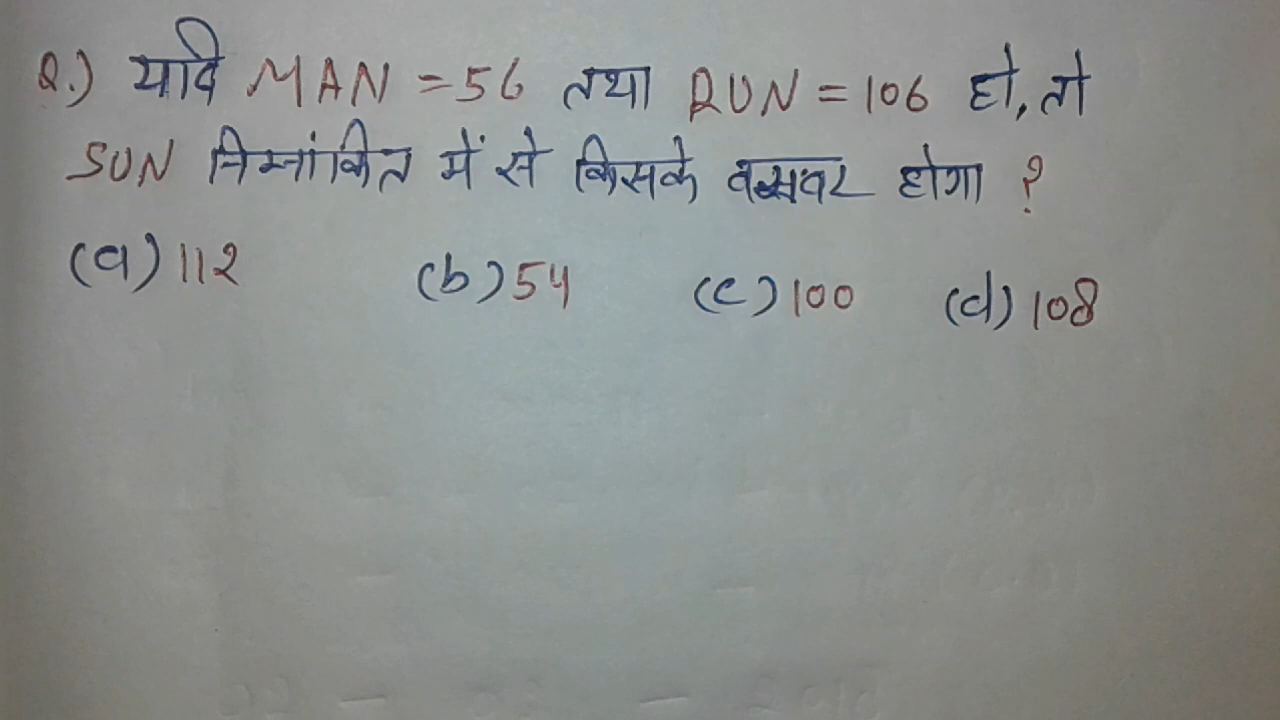 Q.) यदि MAN = 56 तथा RUN = 106 हो, तो
SUN निम्नांकित में से किसके बराबर होगा ?
(a) 112 (b) 54 (c) 100 (d) 108